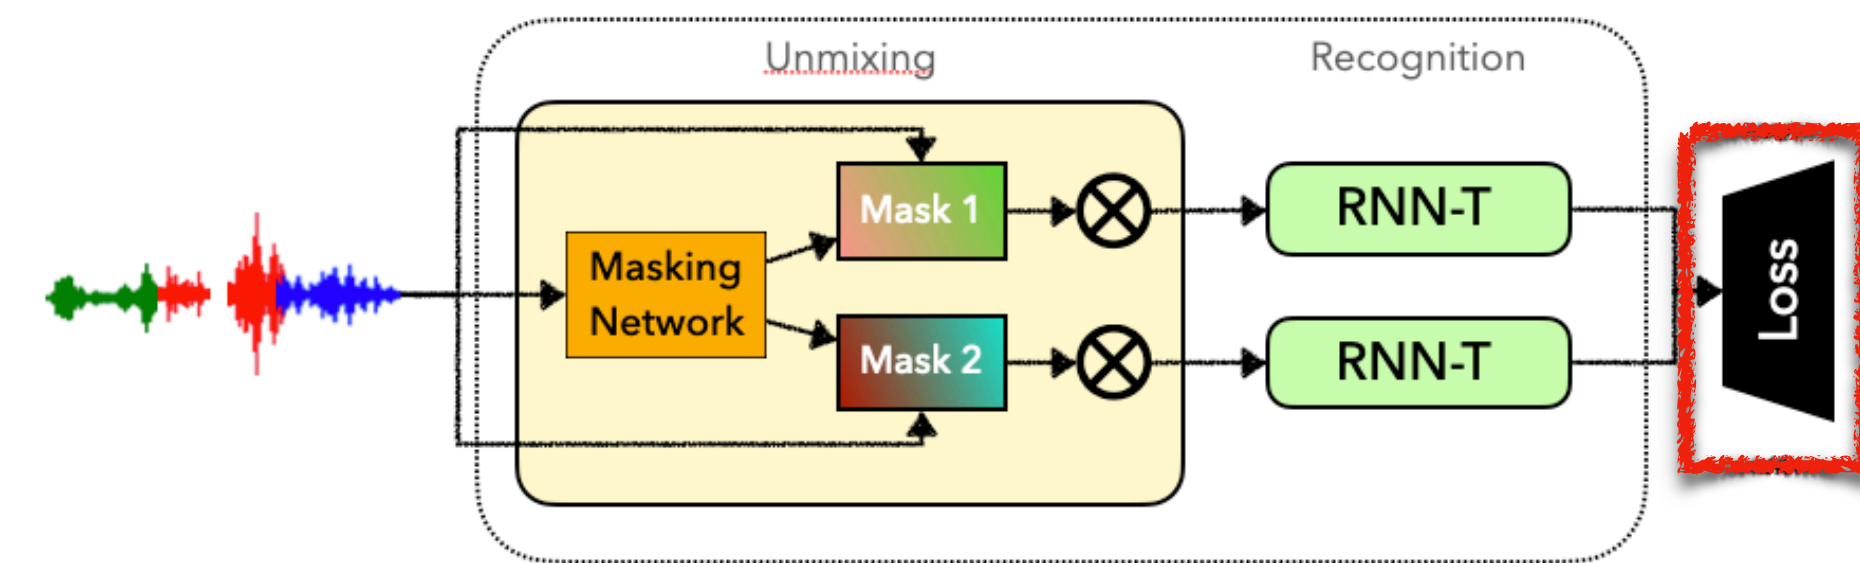 Unmixing
Recognition
Masking
Network
Mask 1
Mask 2
RNN-T
RNN-T
Loss